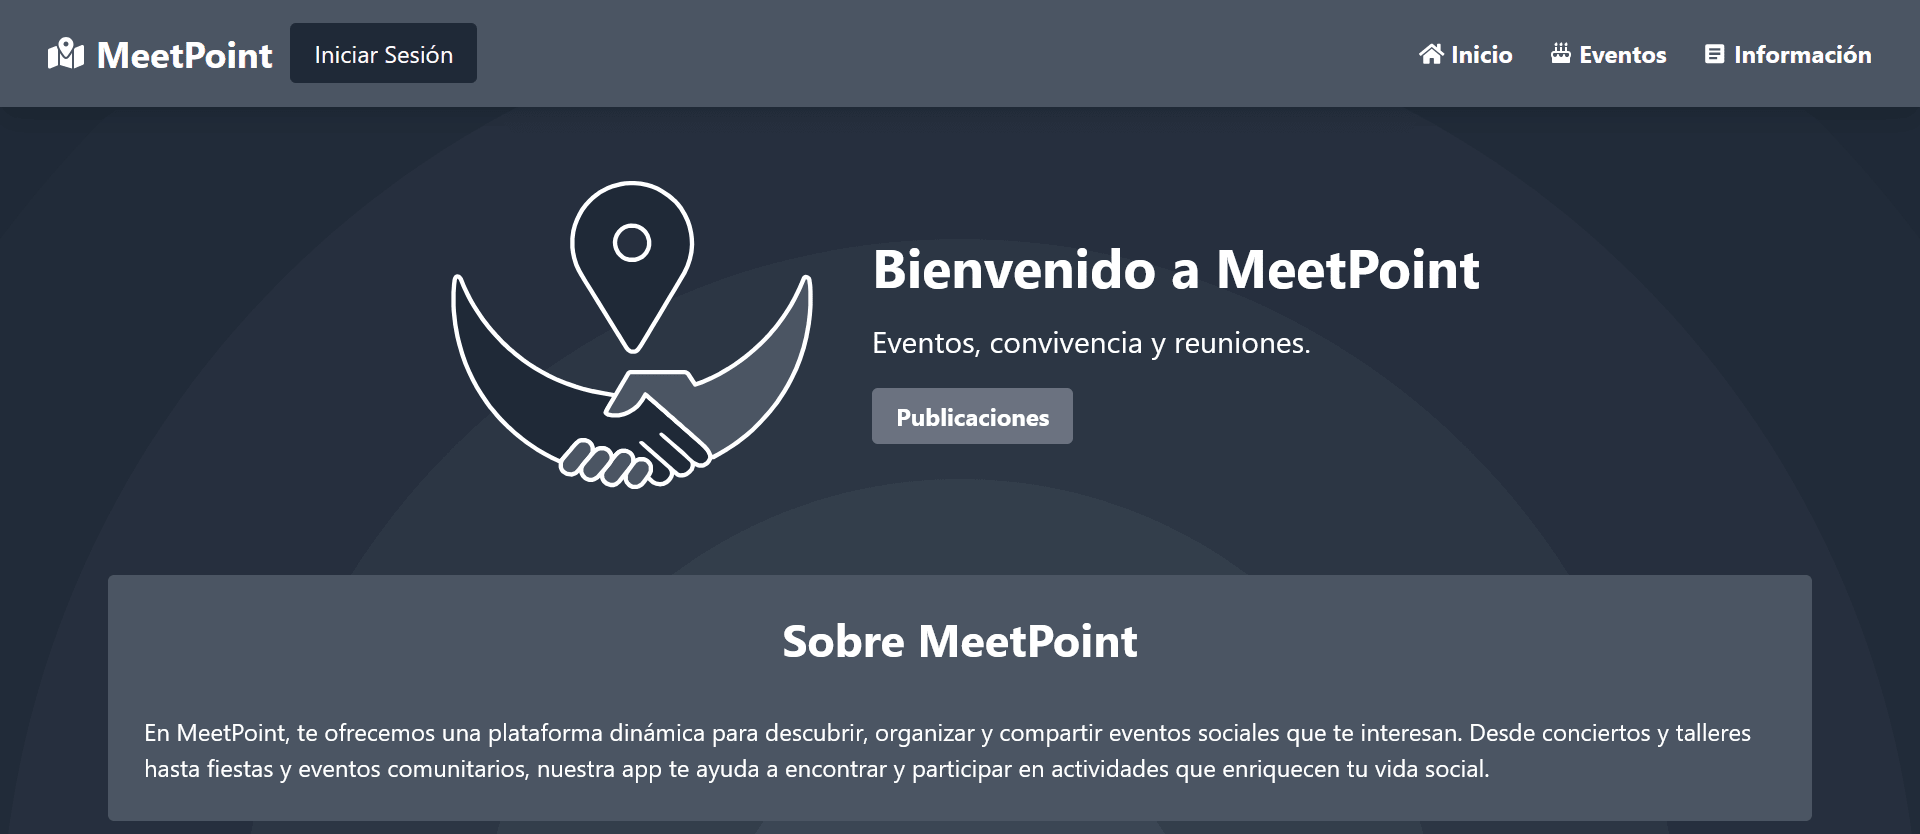 MeetPoint
Iniciar Sesión
Inicio
Eventos
Información
Bienvenido a MeetPoint
Eventos, convivencia y reuniones.
Publicaciones
Sobre MeetPoint
En MeetPoint, te ofrecemos una plataforma dinámica para descubrir, organizar y compartir eventos sociales que te interesan. Desde conciertos y talleres
hasta fiestas y eventos comunitarios, nuestra app te ayuda a encontrar y participar en actividades que enriquecen tu vida social.